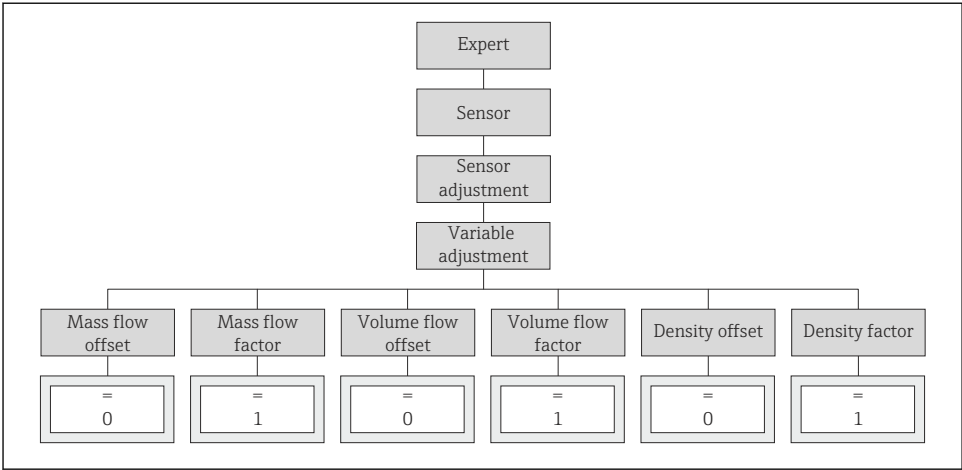 Expert
Sensor
Sensor
adjustment
Variable
adjustment
Mass flow
offset
Mass flow
factor
Volume flow
offset
Volume flow
factor
Density offset
Density factor
=
0
=
1
=
0
=
1
=
0
=
1